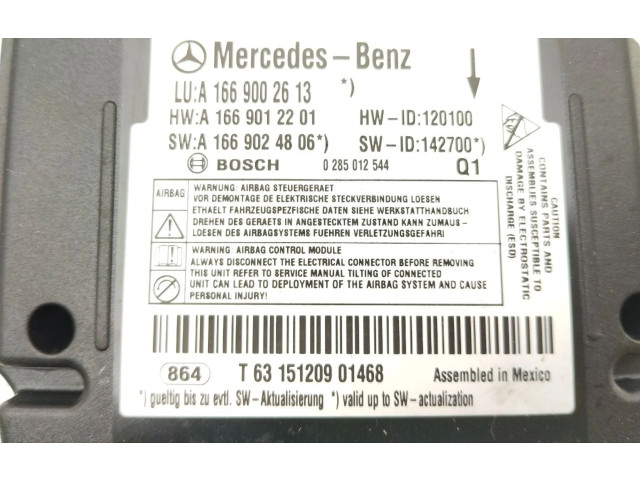 Mercedes-Benz
LU:A 166 900 26 13 *)
HW:A 166 901 22 01 HW-ID:120100
SW:A 166 902 48 06*) SW-ID:142700*)
BOSCH 0 285 012 544 Q1
AIRBAG
WARNUNG AIRBAG STEUERGERAET
VOR DEMONTAGE DIE ELEKTRISCHE STECKVERBINDUNG LOESEN
ETHAELT FAHRZEUGSPEZIFISCHE DATEN SIEHE WERKSTATTHANDBUCH
DREHEN DES GERAETS IN ANGESTECKTEM ZUSTAND KANN ZUMAUS-
LOESEN DES AIRBAGSYSTEMS FUEHREN VERLETZUNGSGEFAHR!
WARNING AIRBAG CONTROL MODULE
ALWAYS DISCONNECT THE ELECTRICAL CONNECTOR BEFORE REMOVING
THIS UNIT REFER TO SERVICE MANUAL TILTING OF CONNECTED
UNIT CAN LEAD TO DEPLOYMENT OF THE AIRBAG SYSTEM AND CAUSE
PERSONAL INJURY!
CAUTION
CONTAINS PARTS AND
ASSEMBLIES SUSCEPTIBLE TO
DAMAGE BY ELECTROSTATIC
DISCHARGE (ESD)
864 T 63 151209 01468 Assembled in Mexico
*) gueltig bis zu evtl. SW-Aktualisierung *) valid up to SW-actualization